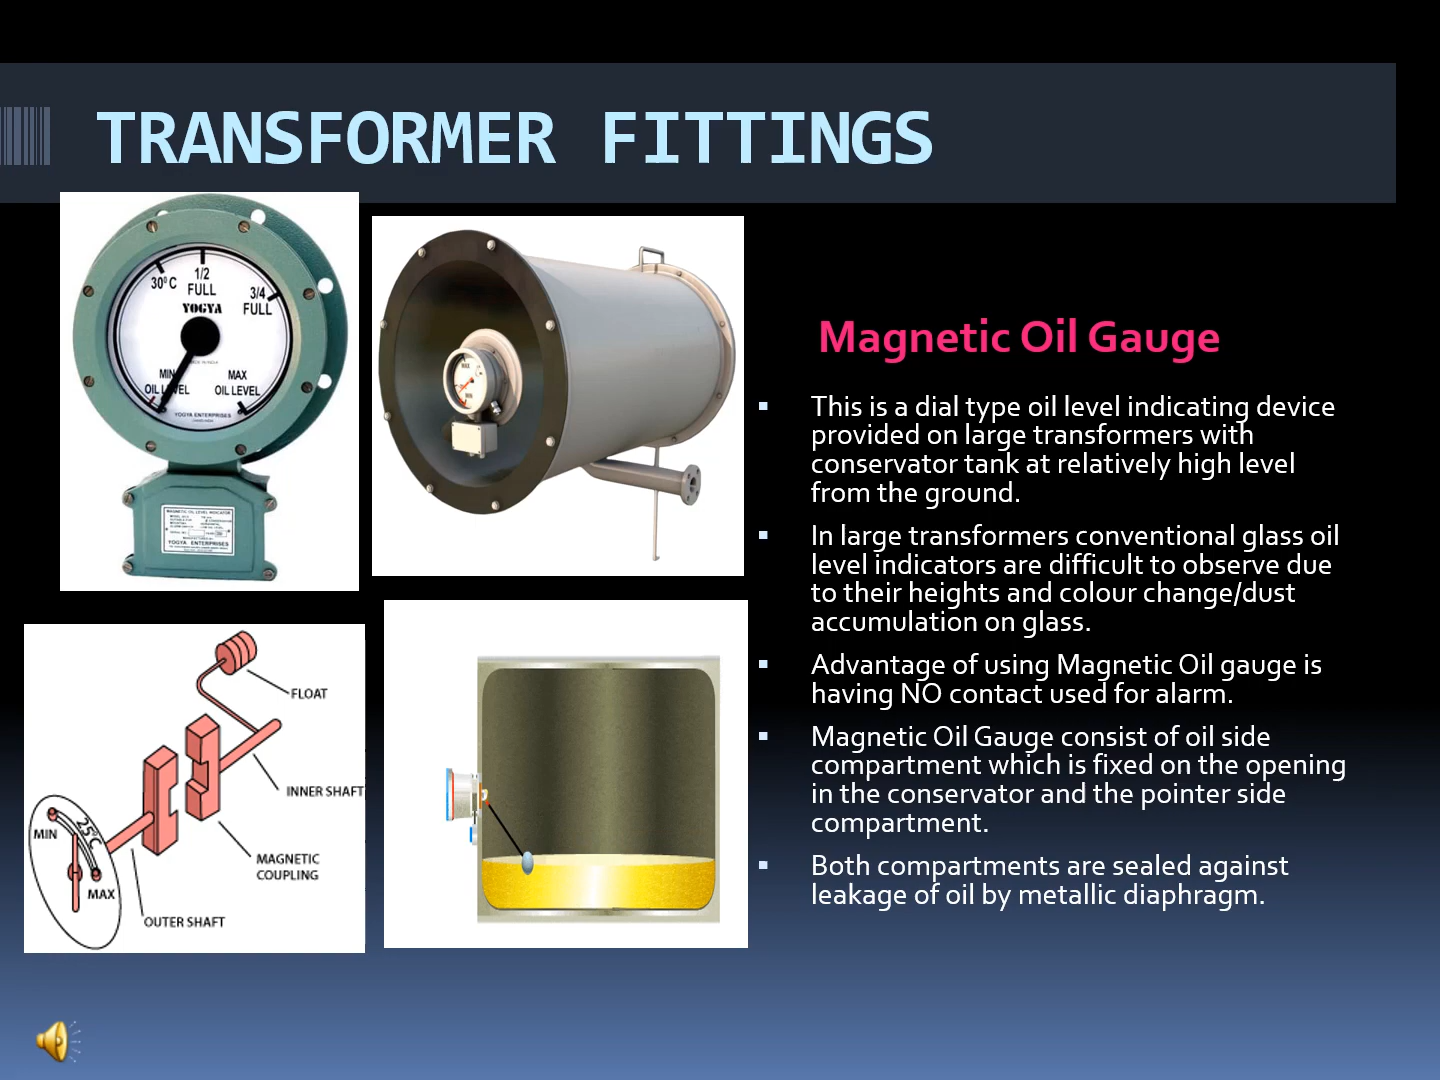 TRANSFORMER FITTINGS
30⁰ C
1/2
FULL
3/4
FULL
YOGYA
MIN
OIL LEVEL
MAX
OIL LEVEL
YOGYA ENTERPRISES
MAGNETIC OIL LEVEL INDICATOR
YOGYA ENTERPRISES
MAX
MIN
FLOAT
INNER SHAFT
MAGNETIC
COUPLING
OUTER SHAFT
MIN
25°C
MAX
Magnetic Oil Gauge
▪ This is a dial type oil level indicating device
provided on large transformers with
conservator tank at relatively high level
from the ground.
▪ In large transformers conventional glass oil
level indicators are difficult to observe due
to their heights and colour change/dust
accumulation on glass.
▪ Advantage of using Magnetic Oil gauge is
having NO contact used for alarm.
▪ Magnetic Oil Gauge consist of oil side
compartment which is fixed on the opening
in the conservator and the pointer side
compartment.
▪ Both compartments are sealed against
leakage of oil by metallic diaphragm.